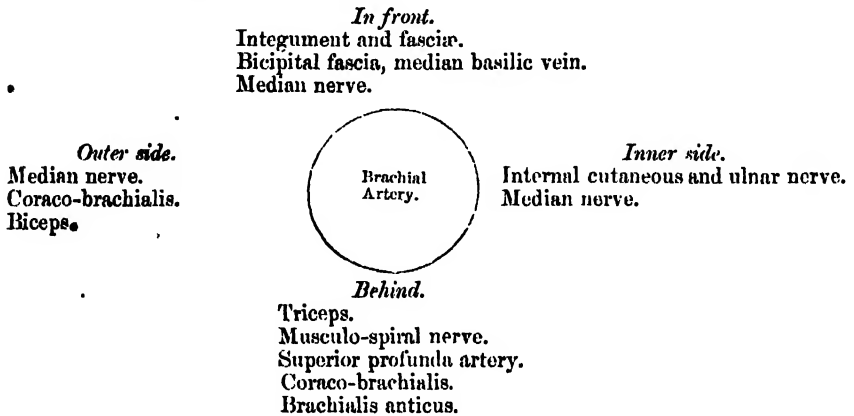 In front.
Integument and fasciæ.
Bicipital fascia, median basilic vein.
Median nerve.
Outer side.
Median nerve.
Coraco-brachialis.
Biceps.
Brachial
Artery.
Inner side.
Internal cutaneous and ulnar nerve.
Median nerve.
Behind.
Triceps.
Musculo-spiral nerve.
Superior profunda artery.
Coraco-brachialis.
Brachialis anticus.